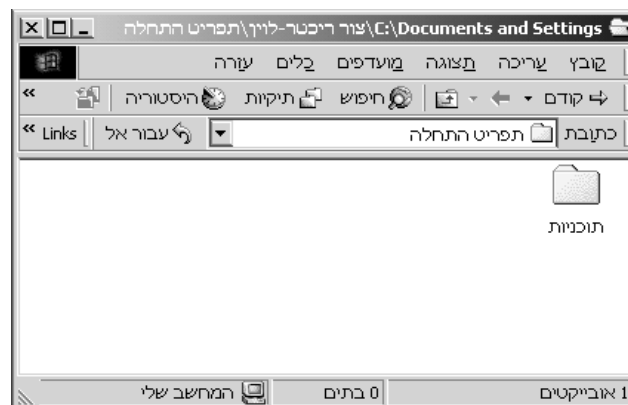 C:\Documents and Settings\צור ריכטר-לוין\תפריט התחלה
קובץ עריכה תצוגה מועדפים כלים עזרה
קודם חיפוש תיקיות היסטוריה »
כתובת תפריט התחלה עבור אל Links »
תוכניות
1 אובייקטים 0 בתים המחשב שלי